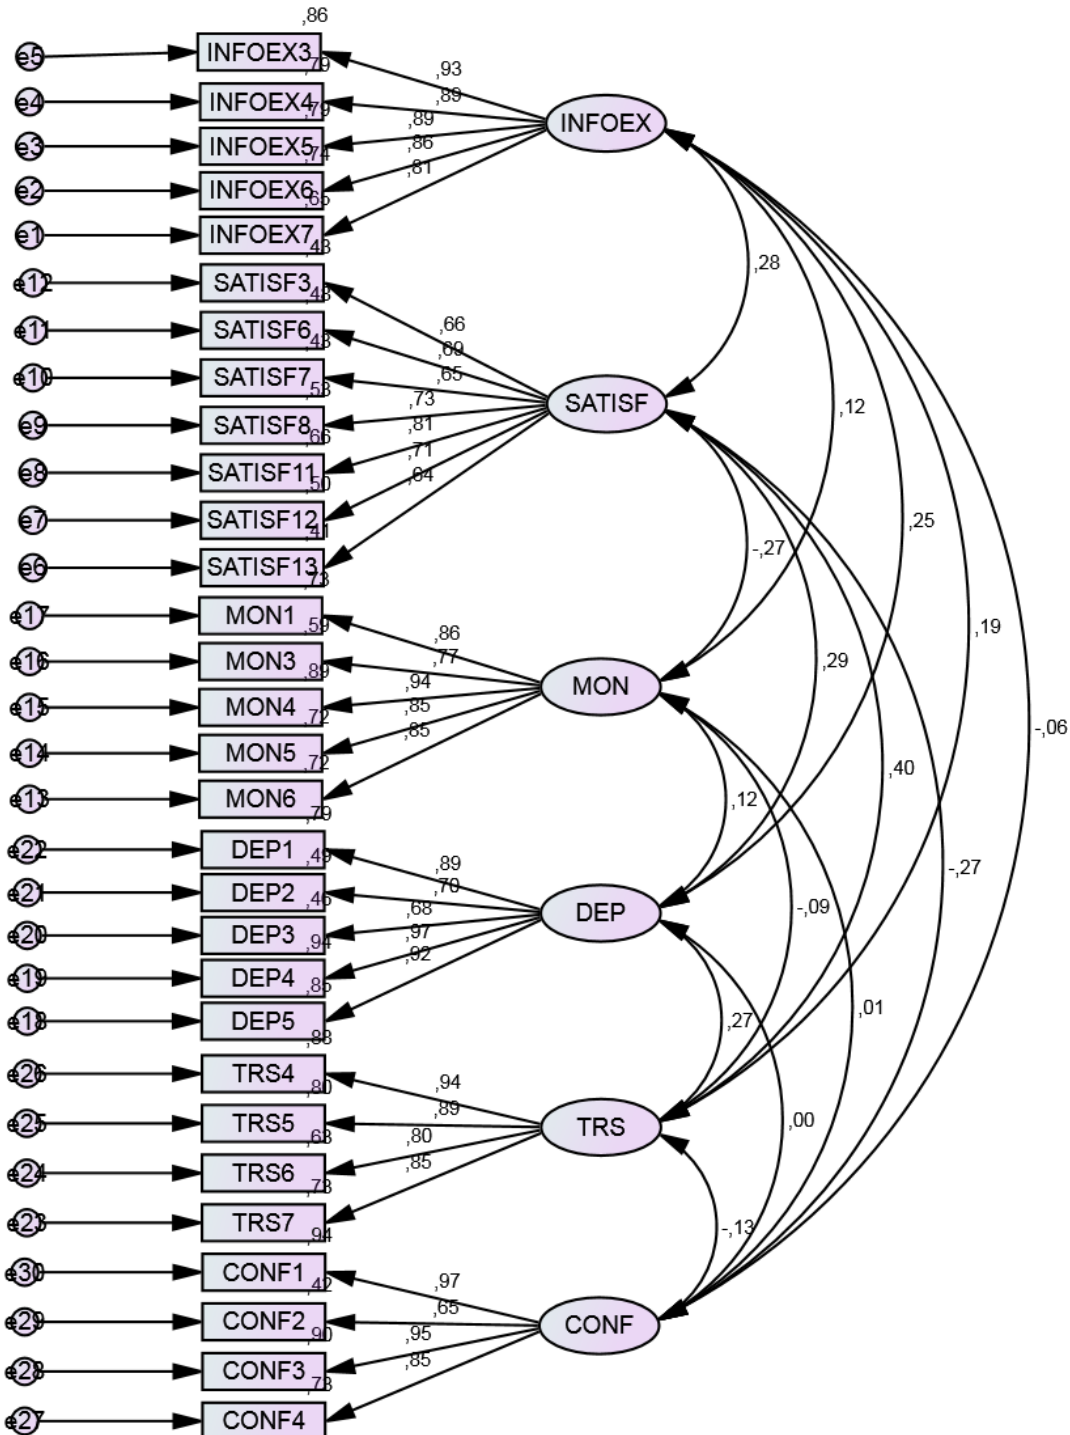 ,86
e5 INFOEX3 ,93
,79
e4 INFOEX4 ,89 INFOEX
,79
e3 INFOEX5 ,89
,74
e2 INFOEX6 ,86
,65
e1 INFOEX7 ,81
,43
e12 SATISF3 ,66 ,28
,48
e11 SATISF6 ,69
,43
e10 SATISF7 ,65 SATISF ,12
,53
e9 SATISF8 ,73
,66
e8 SATISF11 ,81
,50
e7 SATISF12 ,71 -,27 ,25
,41
e6 SATISF13 ,64
,73
e17 MON1 ,86 ,19
,59
e16 MON3 ,77 ,29
,89
e15 MON4 ,94 MON -,06
,72
e14 MON5 ,85 ,40
,72
e13 MON6 ,85 ,12
,79
e22 DEP1 ,89 -,27
,49
e21 DEP2 ,70 DEP -,09
,46
e20 DEP3 ,68
,94
e19 DEP4 ,97
,85
e18 DEP5 ,92 ,27 ,01
,88
e26 TRS4 ,94
,80
e25 TRS5 ,89 TRS ,00
,63
e24 TRS6 ,80
,73
e23 TRS7 ,85 -,13
,94
e30 CONF1 ,97
,42
e29 CONF2 ,65 CONF
,90
e28 CONF3 ,95
,73
e27 CONF4 ,85